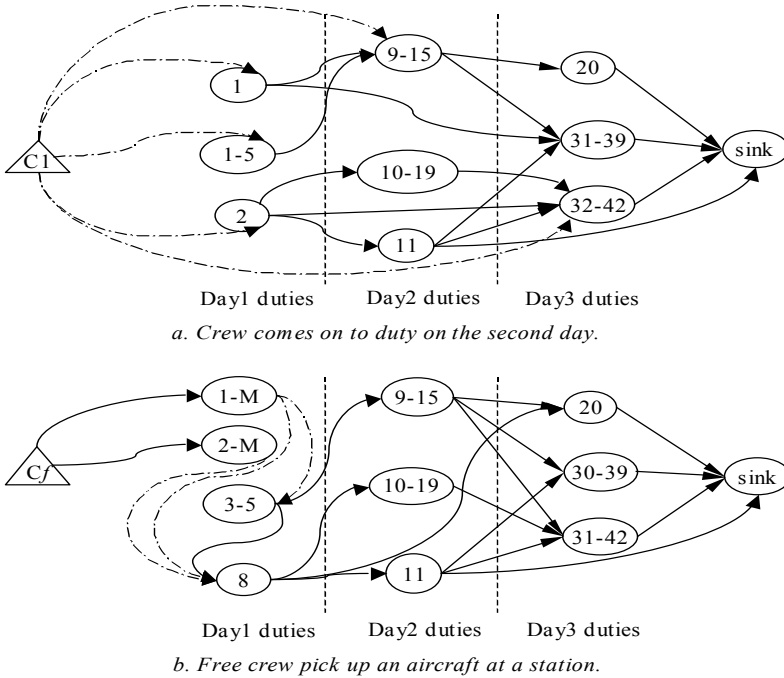 9-15
20
1
C1
31-39
1-5
sink
10-19
32-42
2
11
Day1 duties Day2 duties Day3 duties
a. Crew comes on to duty on the second day.
1-M
9-15
20
2-M
Cf
30-39
sink
3-5
10-19
31-42
8
11
Day1 duties Day2 duties Day3 duties
b. Free crew pick up an aircraft at a station.